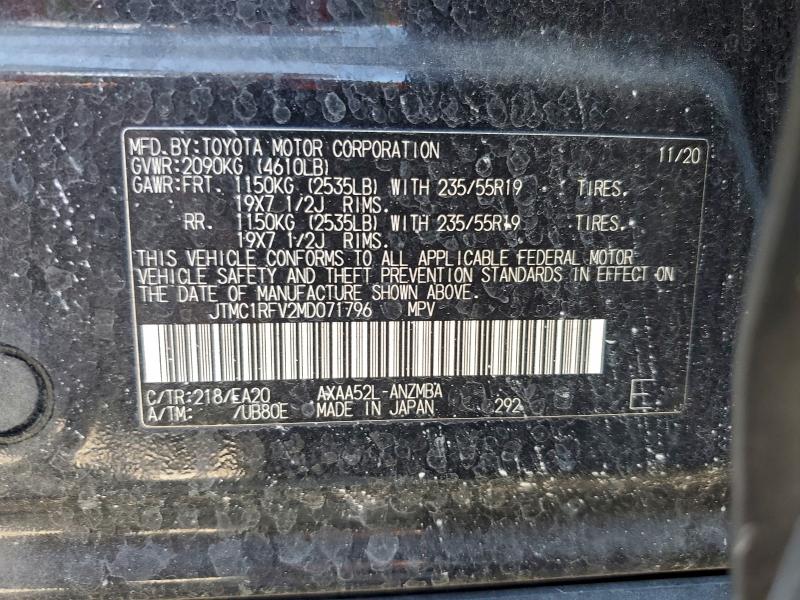 MFD.BY:TOYOTA MOTOR CORPORATION 11/20
GVWR:2090KG (4610LB)
GAWR:FRT. 1150KG (2535LB) WITH 235/55R19 TIRES.
19X7 1/2J RIMS.
RR. 1150KG (2535LB) WITH 235/55R19 TIRES.
19X7 1/2J RIMS.
THIS VEHICLE CONFORMS TO ALL APPLICABLE FEDERAL MOTOR
VEHICLE SAFETY AND THEFT PREVENTION STANDARDS IN EFFECT ON
THE DATE OF MANUFACTURE SHOWN ABOVE.
JTMC1RFV2MD071796 MPV
C/TR:218/EA20 AXAA52L-ANZMBA E
A/TM: /UB80E MADE IN JAPAN 292